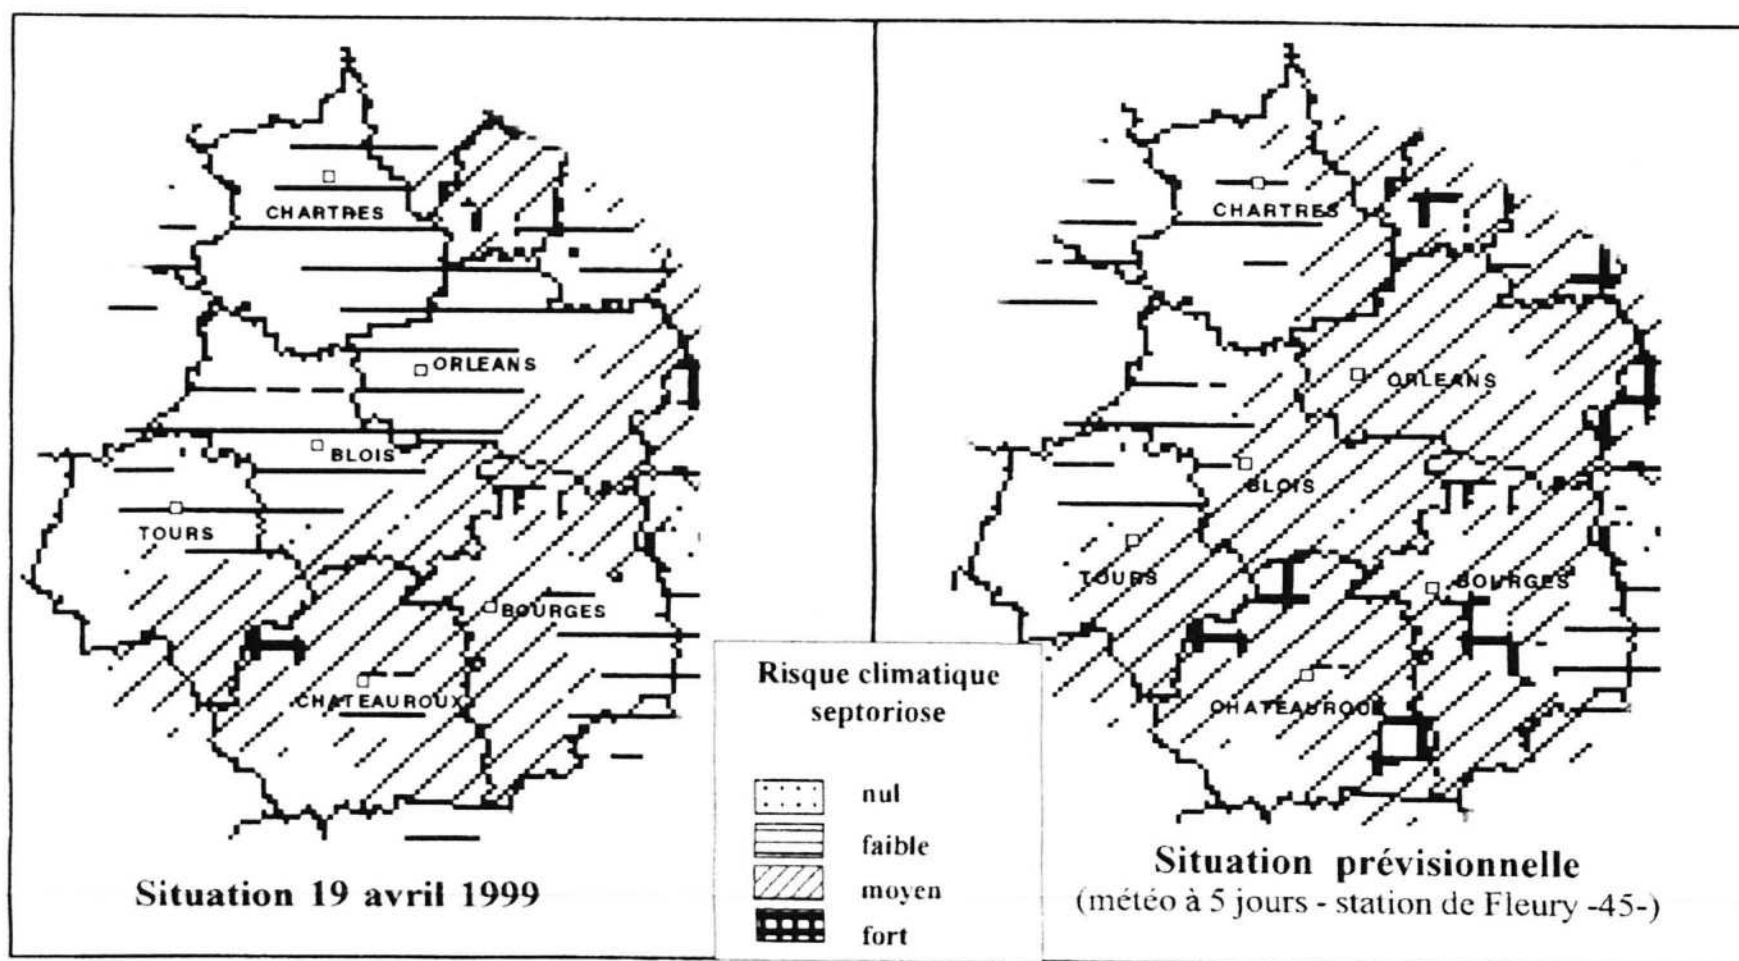 CHARTRES
ORLEANS
BLOIS
TOURS
BOURGES
CHATEAUROUX
Situation 19 avril 1999
Risque climatique
septoriose
nul
faible
moyen
fort
CHARTRES
ORLEANS
BLOIS
TOURS
BOURGES
CHATEAUROUX
Situation prévisionnelle
(météo à 5 jours - station de Fleury -45-)